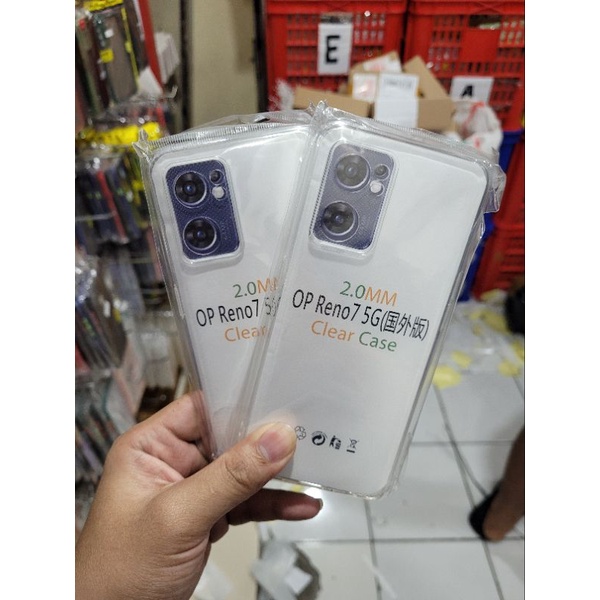 E
A
2.0MM
OP Reno7 5G
Clear
2.0MM
OP Reno7 5G(国外版)
Clear Case